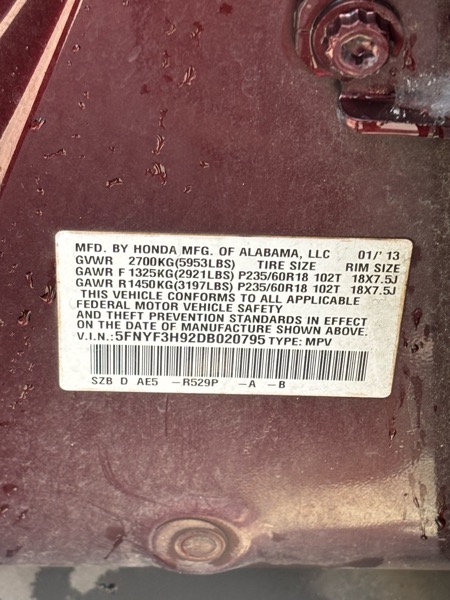 MFD. BY HONDA MFG. OF ALABAMA, LLC 01/' 13
GVWR 2700KG(5953LBS) TIRE SIZE RIM SIZE
GAWR F 1325KG(2921LBS) P235/60R18 102T 18X7.5J
GAWR R1450KG(3197LBS) P235/60R18 102T 18X7.5J
THIS VEHICLE CONFORMS TO ALL APPLICABLE
FEDERAL MOTOR VEHICLE SAFETY
AND THEFT PREVENTION STANDARDS IN EFFECT
ON THE DATE OF MANUFACTURE SHOWN ABOVE.
V.I.N.:5FNYF3H92DB020795 TYPE: MPV
SZB D AE5 –R529P –A –B